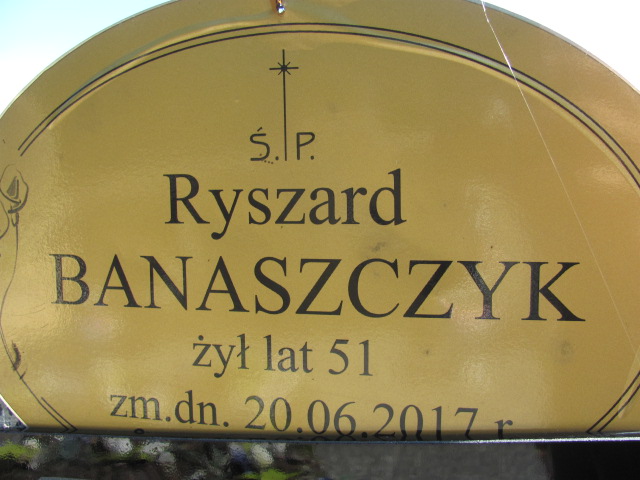 Ś. P.
Ryszard
BANASZCZYK
żył lat 51
zm.dn. 20.06.2017 r